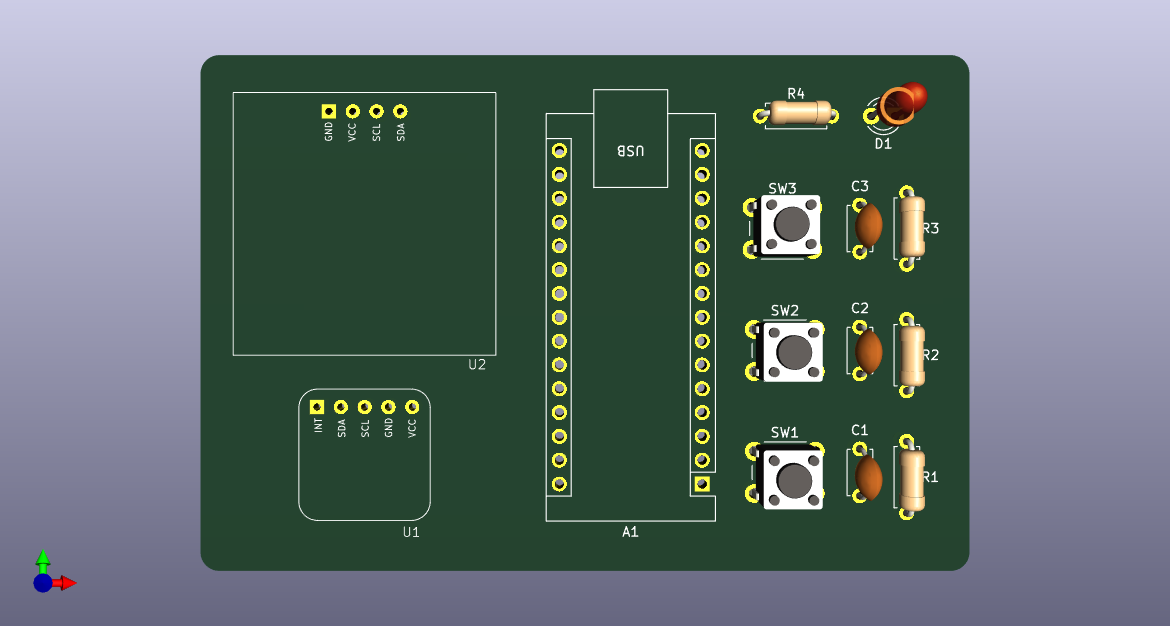 R4
GND
VCC
SCL
SDA
USB
D1
SW3
C3
R3
SW2
C2
R2
U2
INT
SDA
SCL
GND
VCC
SW1
C1
R1
U1
A1